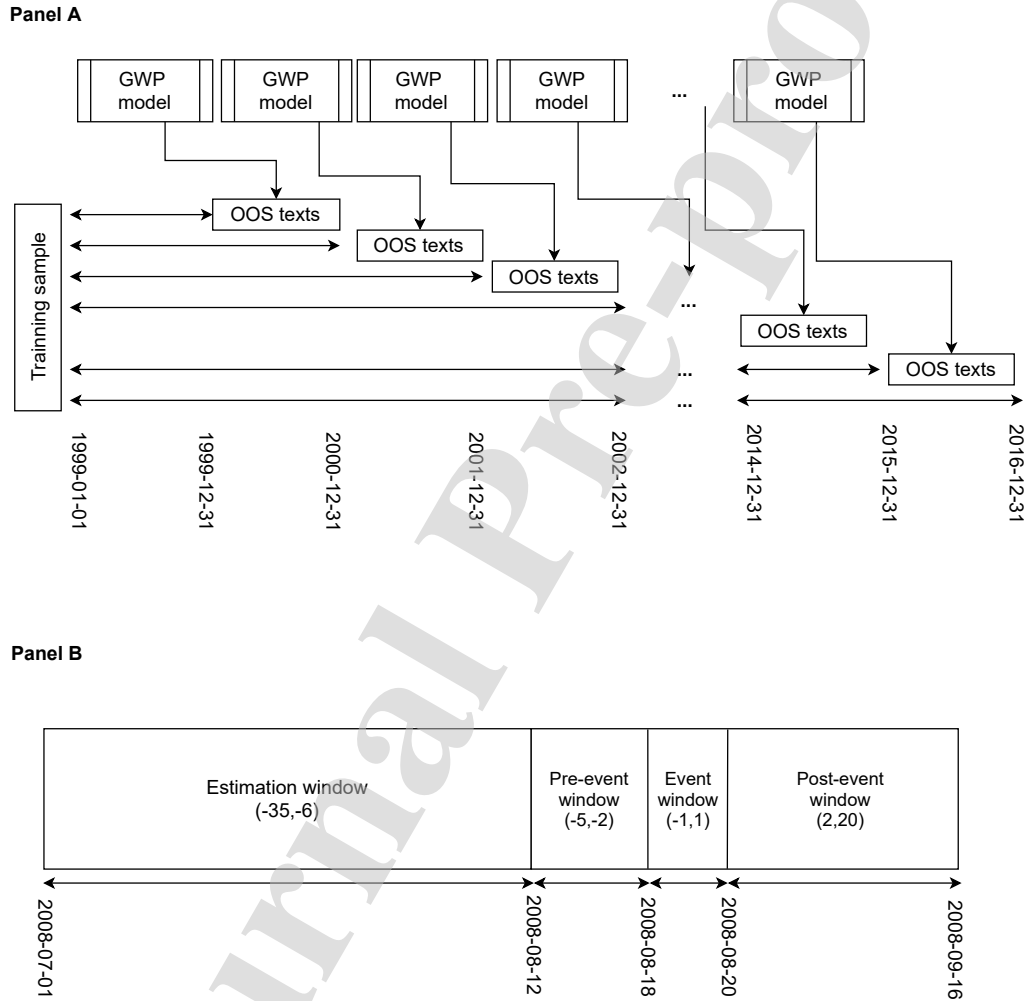 Panel A
GWP
model
GWP
model
GWP
model
GWP
model
...
GWP
model
Trainining sample
OOS texts
OOS texts
OOS texts
...
OOS texts
...
OOS texts
...
1999-01-01
1999-12-31
2000-12-31
2001-12-31
2002-12-31
2014-12-31
2015-12-31
2016-12-31
Panel B
Estimation window
(-35,-6)
Pre-event
window
(-5,-2)
Event
window
(-1,1)
Post-event
window
(2,20)
2008-07-01
2008-08-12
2008-08-18
2008-08-20
2008-09-16
urnal Pre-pro